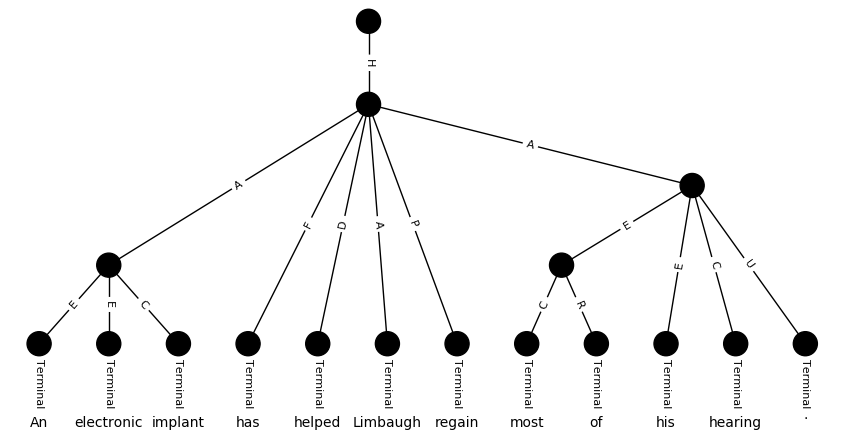 H
A
A
F
D
A
P
E
E
E
C
E
C
U
C
R
Terminal Terminal Terminal Terminal Terminal Terminal Terminal Terminal Terminal Terminal Terminal Terminal
An electronic implant has helped Limbaugh regain most of his hearing .